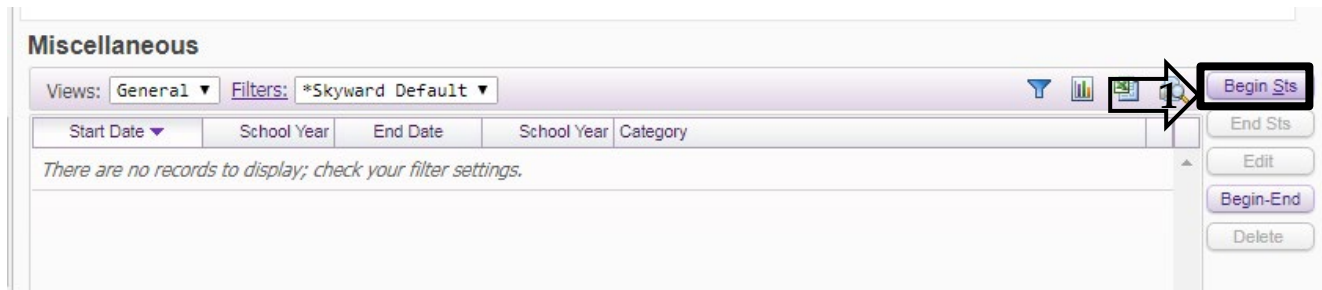 Miscellaneous
Views: General ▼ Filters: *Skyward Default ▼
1
Begin Sts
Start Date ▼ School Year End Date School Year Category
End Sts
There are no records to display; check your filter settings.
Edit
Begin-End
Delete